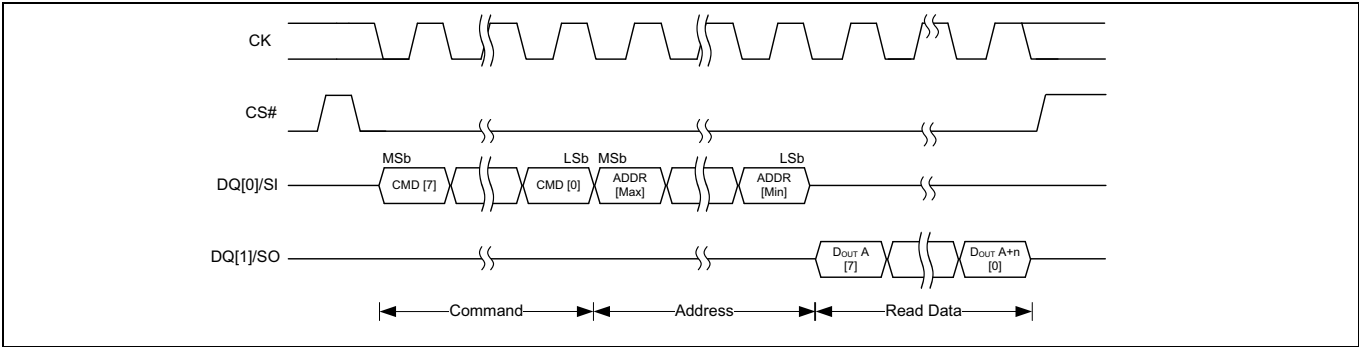 CK
CS#
MSb LSb MSb LSb
DQ[0]/SI CMD [7] CMD [0] ADDR [Max] ADDR [Min]
DQ[1]/SO DOUT A [7] DOUT A+n [0]
Command Address Read Data